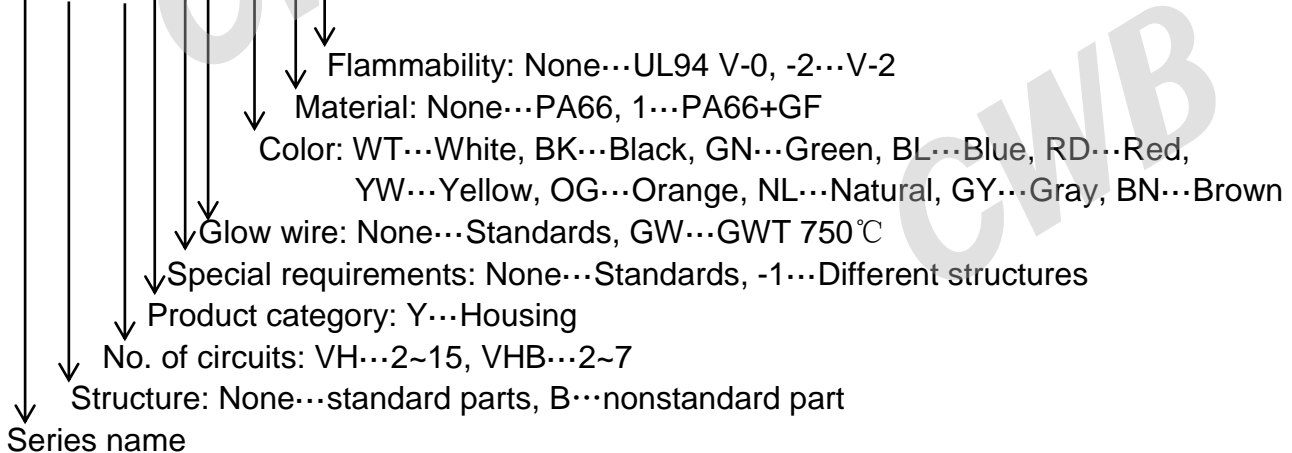 Flammability: None···UL94 V-0, -2···V-2
Material: None···PA66, 1···PA66+GF
Color: WT···White, BK···Black, GN···Green, BL···Blue, RD···Red,
YW···Yellow, OG···Orange, NL···Natural, GY···Gray, BN···Brown
Glow wire: None···Standards, GW···GWT 750℃
Special requirements: None···Standards, -1···Different structures
Product category: Y···Housing
No. of circuits: VH···2~15, VHB···2~7
Structure: None···standard parts, B···nonstandard part
Series name
CWB